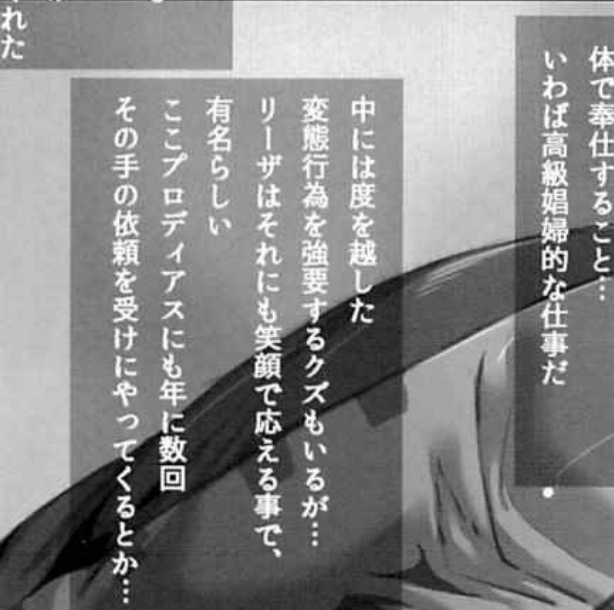 体で奉仕すること…
いわば高級娼婦的な仕事だ
中には度を越した
変態行為を強要するクズもいるが…
リーザはそれにも笑顔で応える事で、
有名らしい
ここプロディアスにも年に数回
その手の依頼を受けにやってくるとか…
れた